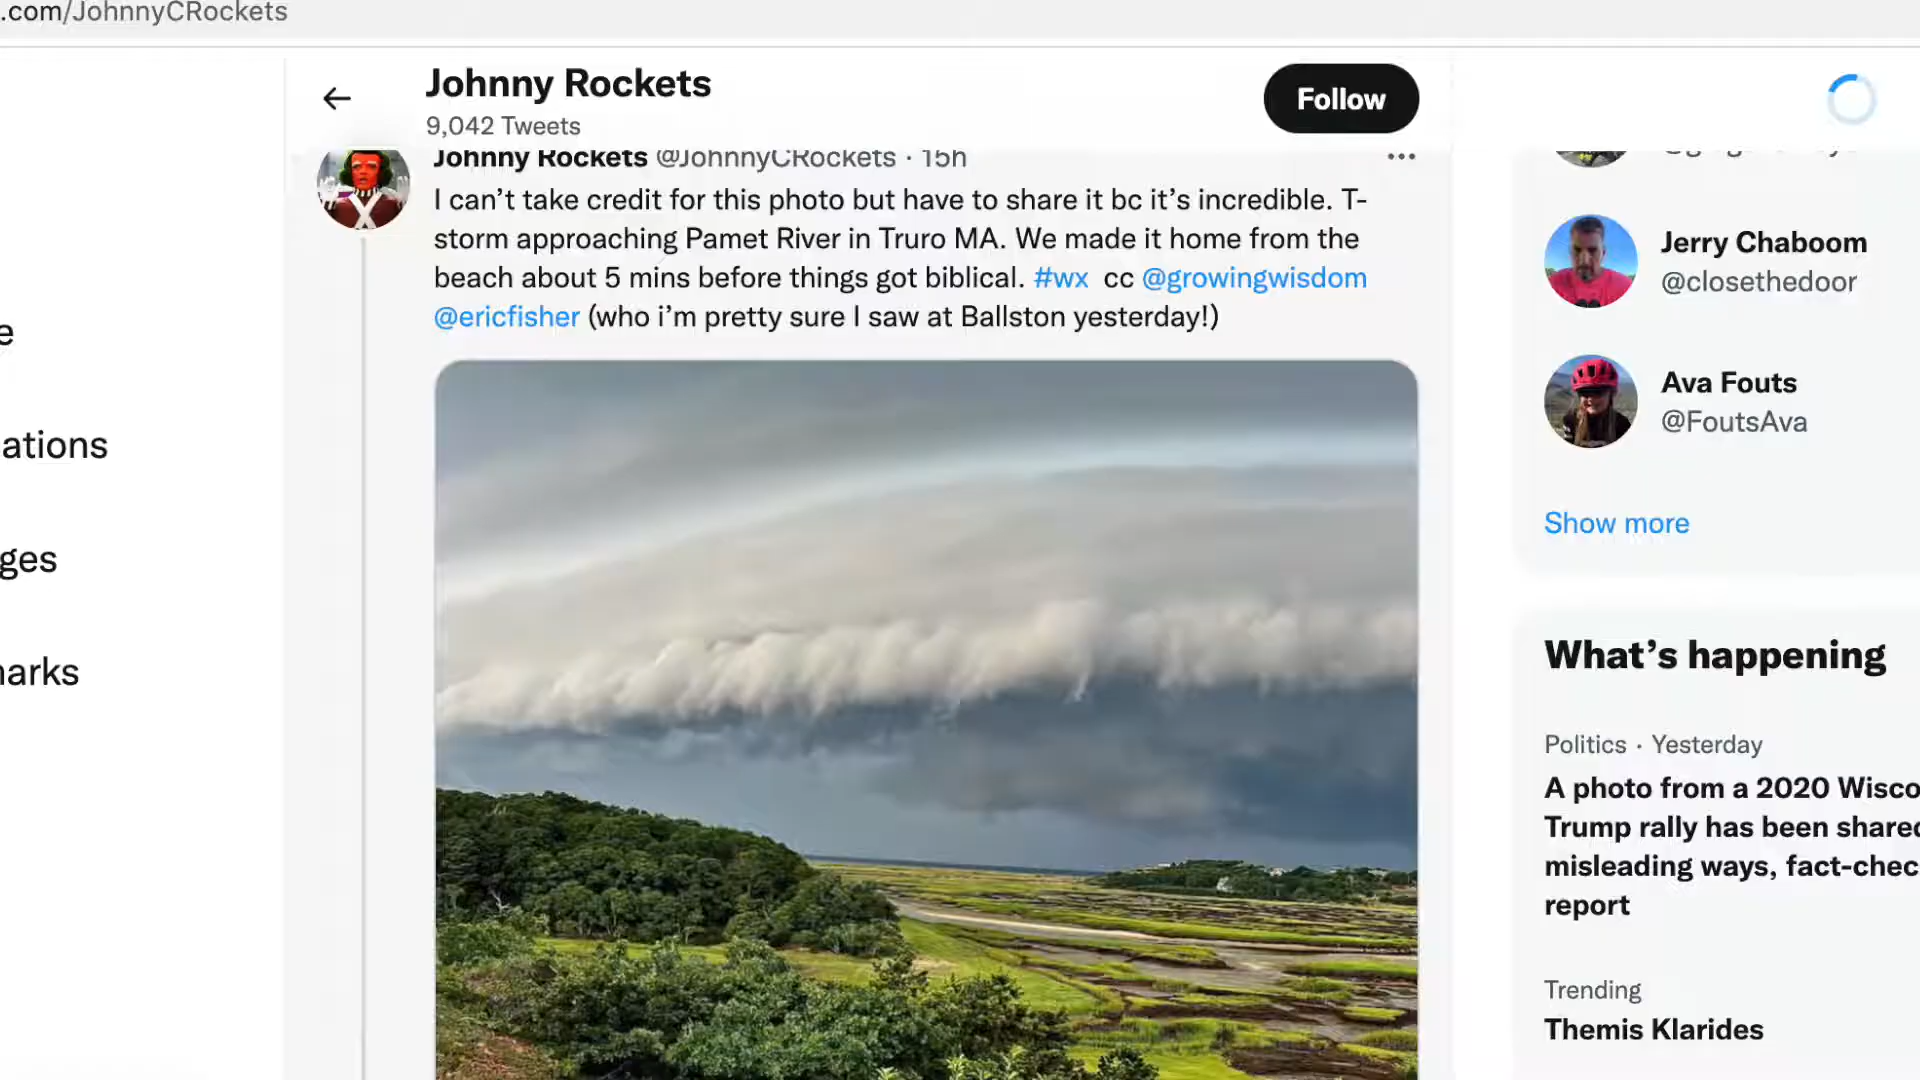 .com/JohnnyCRockets
Johnny Rockets
9,042 Tweets
Follow
Johnny Rockets @JohnnyCRockets · 15h
I can’t take credit for this photo but have to share it bc it’s incredible. T-
storm approaching Pamet River in Truro MA. We made it home from the
beach about 5 mins before things got biblical. #wx cc @growingwisdom
@ericfisher (who i’m pretty sure I saw at Ballston yesterday!)
e
ations
ges
arks
Jerry Chaboom
@closethedoor
Ava Fouts
@FoutsAva
Show more
What’s happening
Politics · Yesterday
A photo from a 2020 Wisco
Trump rally has been shared
misleading ways, fact-chec
report
Trending
Themis Klarides